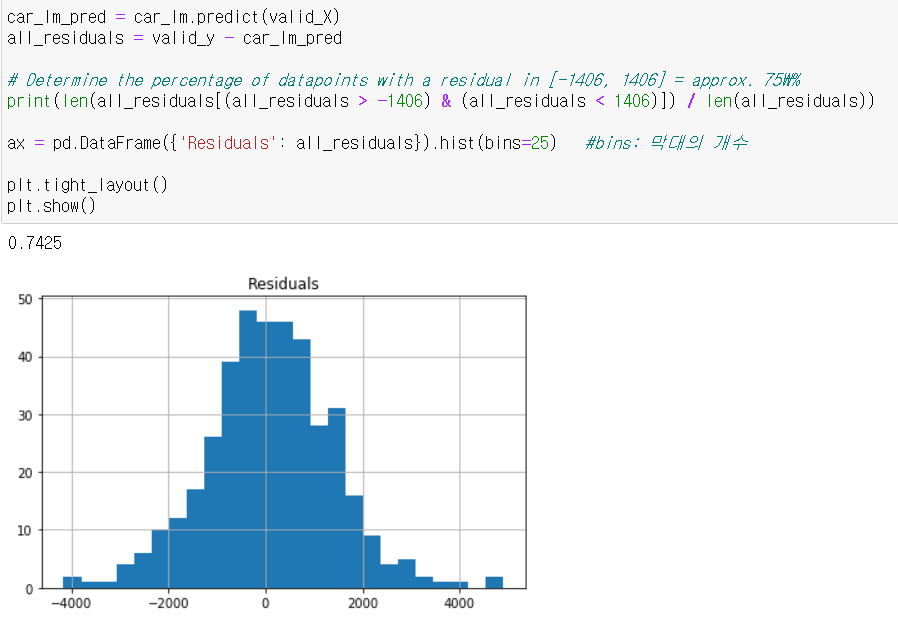 car_lm_pred = car_lm.predict(valid_X)
all_residuals = valid_y - car_lm_pred
# Determine the percentage of datapoints with a residual in [-1406, 1406] = approx. 75₩%
print(len(all_residuals[(all_residuals > -1406) & (all_residuals < 1406)]) / len(all_residuals))
ax = pd.DataFrame({'Residuals': all_residuals}).hist(bins=25)   #bins: 막대의 개수
plt.tight_layout()
plt.show()
0.7425
Residuals
50
40
30
20
10
0
−4000 −2000 0 2000 4000